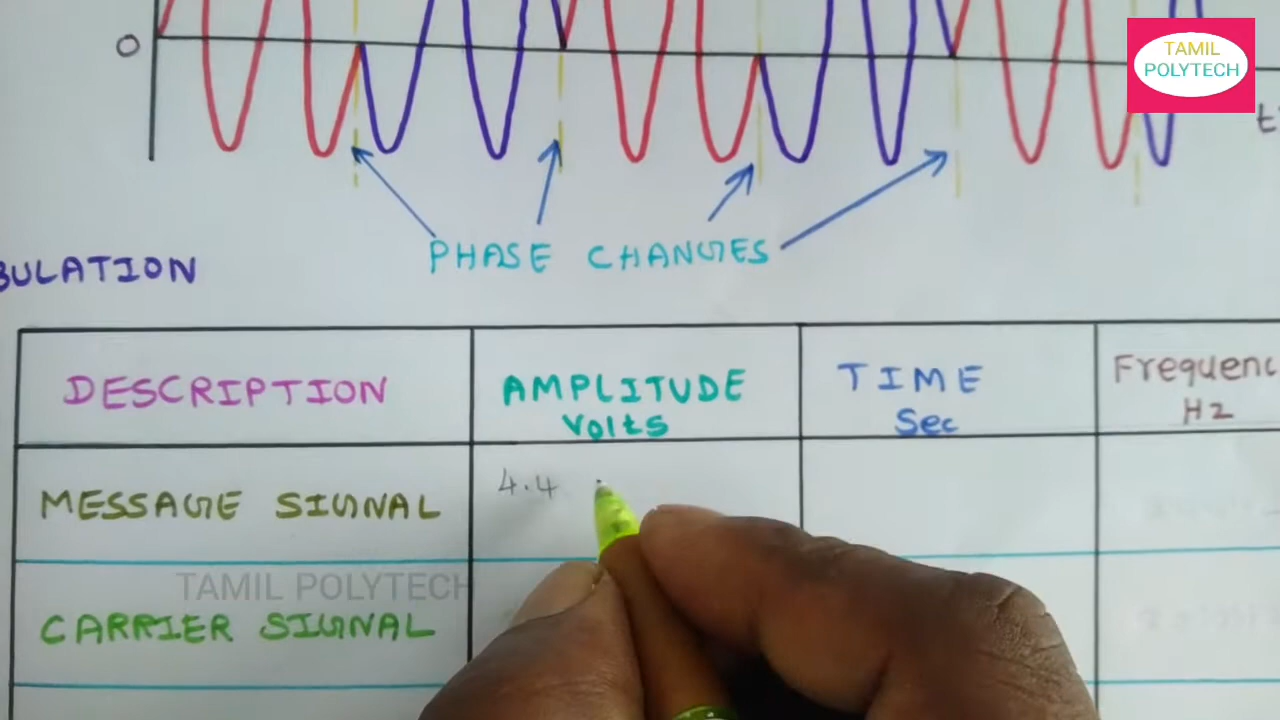 0
TAMIL
POLYTECH
PHASE CHANGES
BULATION
DESCRIPTION
AMPLITUDE
Volts
TIME
Sec
Frequenc
Hz
MESSAGE SIGNAL
4.4
TAMIL POLYTECH
CARRIER SIGNAL